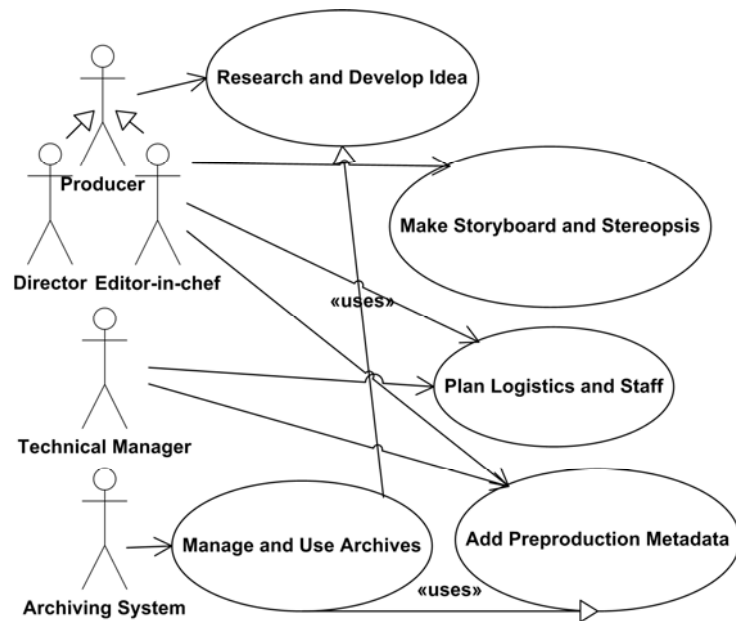 Research and Develop Idea
Producer
Make Storyboard and Stereopsis
Director
Editor-in-chef
«uses»
Plan Logistics and Staff
Technical Manager
Manage and Use Archives
Add Preproduction Metadata
«uses»
Archiving System